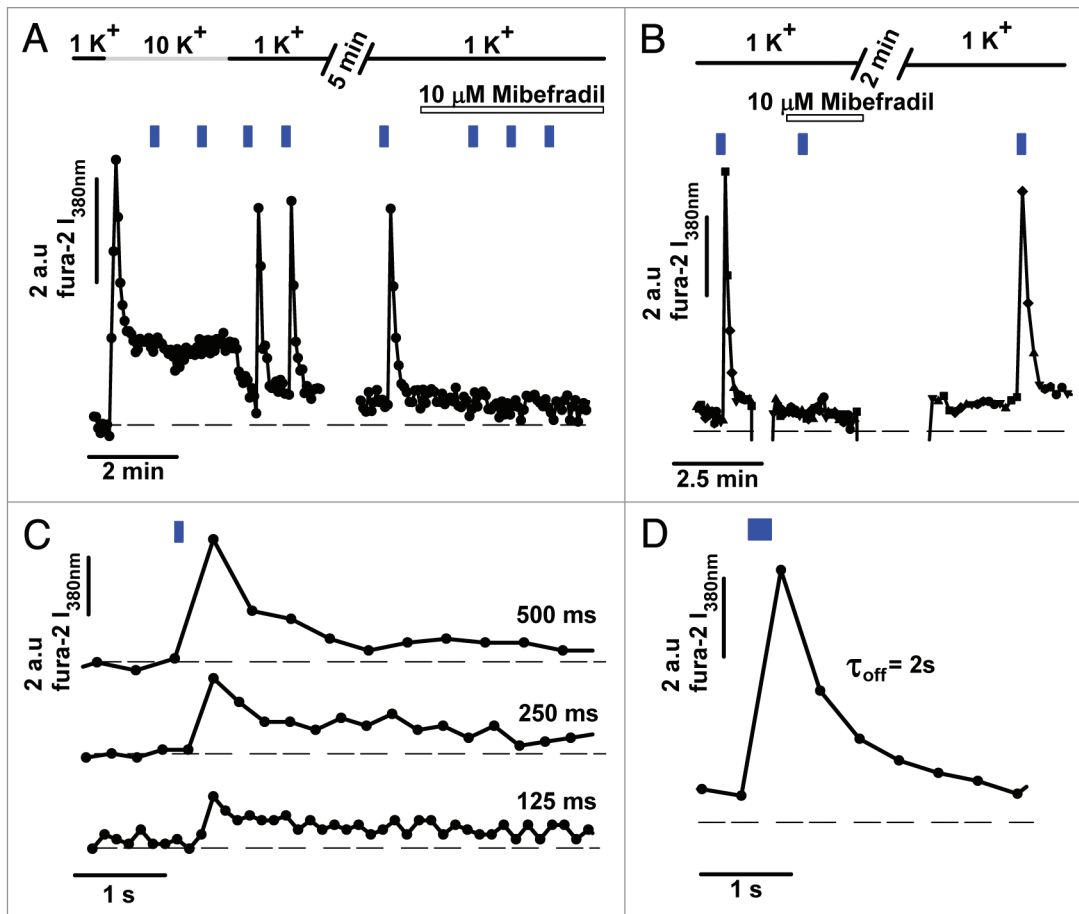 A
1 K+ 10 K+ 1 K+ 5 min 1 K+
10 μM Mibefradil
2 a.u
fura-2 I380nm
2 min
B
1 K+ 2 min 1 K+
10 μM Mibefradil
2 a.u
fura-2 I380nm
2.5 min
C
2 a.u
fura-2 I380nm
500 ms
250 ms
125 ms
1 s
D
2 a.u
fura-2 I380nm
τoff = 2s
1 s